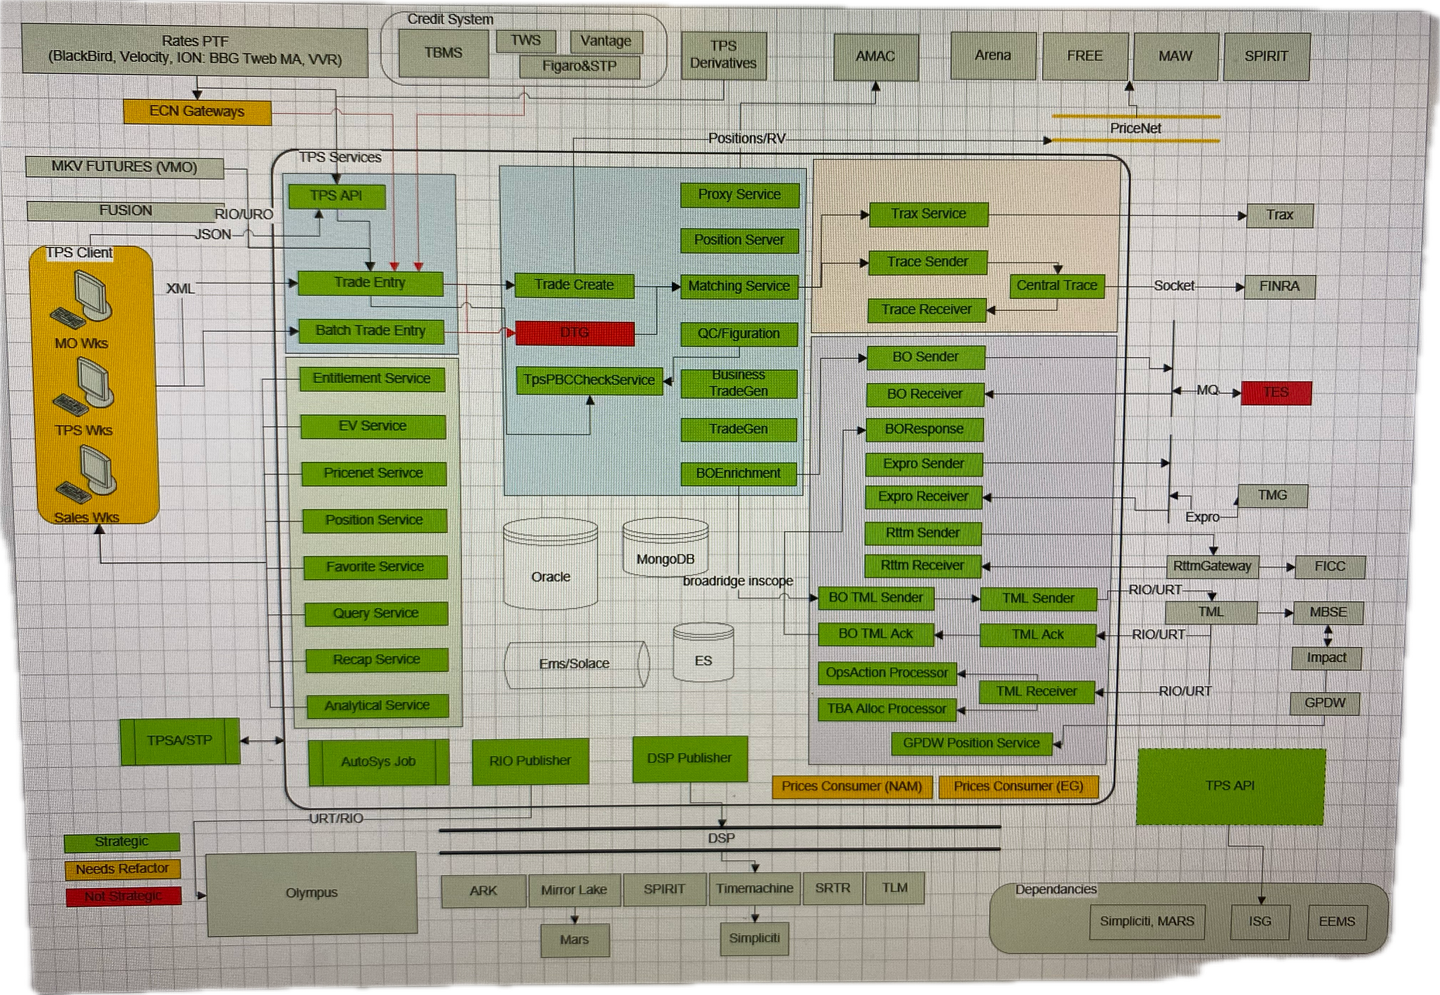 Credit System
Rates PTF
(BlackBird, Velocity, ION: BBG Tweb MA, VVR)
TBMS
TWS
Vantage
Figaro&STP
TPS
Derivatives
AMAC
Arena
FREE
MAW
SPIRIT
ECN Gateways
PriceNet
Positions/RV
MKV FUTURES (VMO)
TPS Services
FUSION
RIO/URO
JSON
TPS API
TPS Client
XML
Trade Entry
Batch Trade Entry
MO Wks
TPS Wks
Sales Wks
Entitlement Service
EV Service
Pricenet Serivce
Position Service
Favorite Service
Query Service
Recap Service
Analytical Service
Trade Create
DTG
TpsPBCCheckService
Proxy Service
Position Server
Matching Service
QC/Figuration
Business
TradeGen
TradeGen
BOEnrichment
Oracle
MongoDB
broadridge inscope
Ems/Solace
ES
Trax Service
Trace Sender
Central Trace
Trace Receiver
Trax
Socket
FINRA
BO Sender
BO Receiver
BOResponse
Expro Sender
Expro Receiver
Rttm Sender
Rttm Receiver
BO TML Sender
TML Sender
BO TML Ack
TML Ack
OpsAction Processor
TML Receiver
TBA Alloc Processor
GPDW Position Service
MQ
TES
TMG
Expro
RttmGateway
FICC
RIO/URT
TML
MBSE
RIO/URT
Impact
RIO/URT
GPDW
TPSA/STP
AutoSys Job
RIO Publisher
DSP Publisher
Prices Consumer (NAM)
Prices Consumer (EG)
TPS API
URT/RIO
DSP
Strategic
Needs Refactor
Not Strategic
Olympus
ARK
Mirror Lake
SPIRIT
Timemachine
SRTR
TLM
Mars
Simpliciti
Dependancies
Simpliciti, MARS
ISG
EEMS